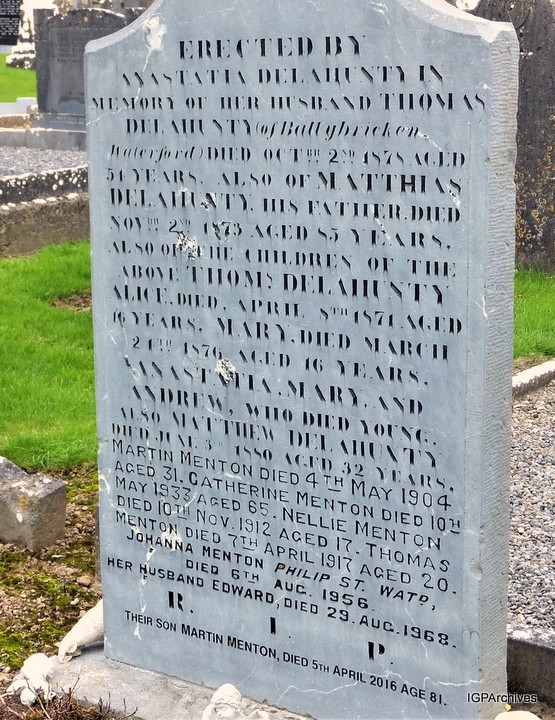 ERECTED BY
ANASTATIA DELAHUNTY IN
MEMORY OF HER HUSBAND THOMAS
DELAHUNTY (of Ballybricken
Waterford) DIED OCTBR 2ND 1878 AGED
54 YEARS. ALSO OF MATTHIAS
DELAHUNTY, HIS FATHER, DIED
NOVBR 2ND 1873 AGED 85 YEARS.
ALSO OF THE CHILDREN OF THE
ABOVE THOMS DELAHUNTY
ALICE, DIED, APRIL 8TH 1874, AGED
16 YEARS. MARY, DIED MARCH
24TH 1876, AGED 16 YEARS.
ANASTATIA, MARY, AND
ANDREW, WHO DIED YOUNG.
ALSO MATTHEW DELAHUNTY
DIED 3RD 1880 AGED 32 YEARS.
MARTIN MENTON DIED 4TH MAY 1904
AGED 31. CATHERINE MENTON DIED 10TH
MAY 1933 AGED 65. NELLIE MENTON
DIED 10TH NOV. 1912 AGED 17. THOMAS
MENTON DIED 7TH APRIL 1917 AGED 20.
JOHANNA MENTON PHILIP ST. WATD,
DIED 6TH AUG. 1956.
HER HUSBAND EDWARD, DIED 29. AUG. 1968.
R. I. P.
THEIR SON MARTIN MENTON, DIED 5TH APRIL 2016 AGE 81.
IGPArchives